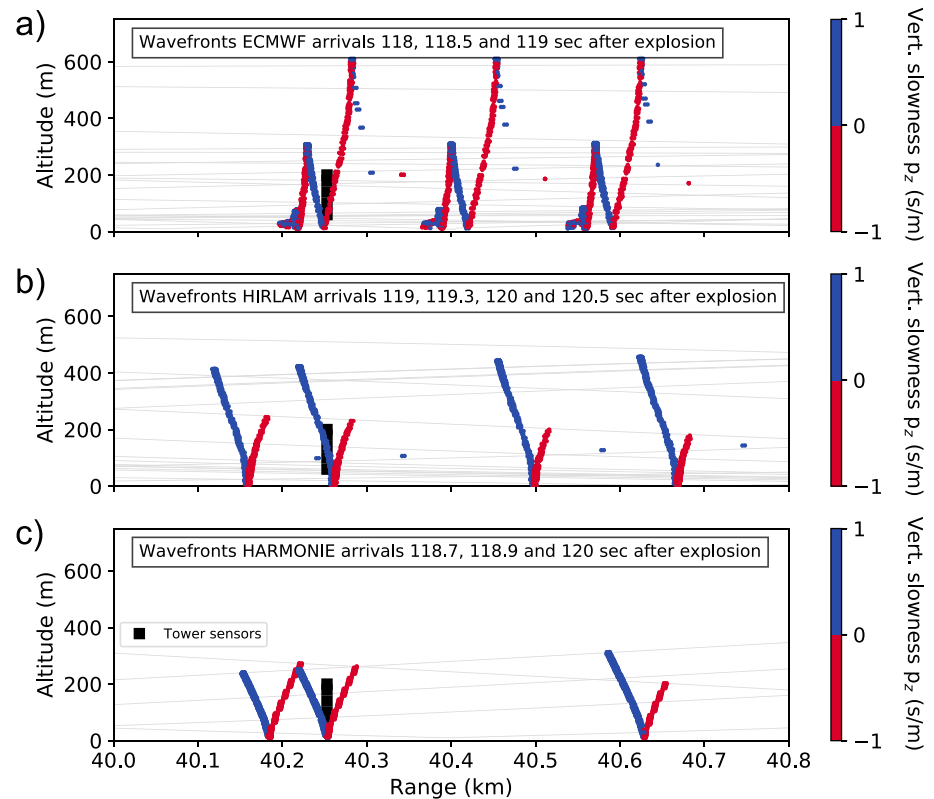 a)
Wavefronts ECMWF arrivals 118, 118.5 and 119 sec after explosion
600
400
200
0
Altitude (m)
1
0
−1
Vert. slowness p_z (s/m)
b)
Wavefronts HIRLAM arrivals 119, 119.3, 120 and 120.5 sec after explosion
600
400
200
0
Altitude (m)
1
0
−1
Vert. slowness p_z (s/m)
c)
Wavefronts HARMONIE arrivals 118.7, 118.9 and 120 sec after explosion
Tower sensors
600
400
200
0
Altitude (m)
1
0
−1
Vert. slowness p_z (s/m)
40.0 40.1 40.2 40.3 40.4 40.5 40.6 40.7 40.8
Range (km)